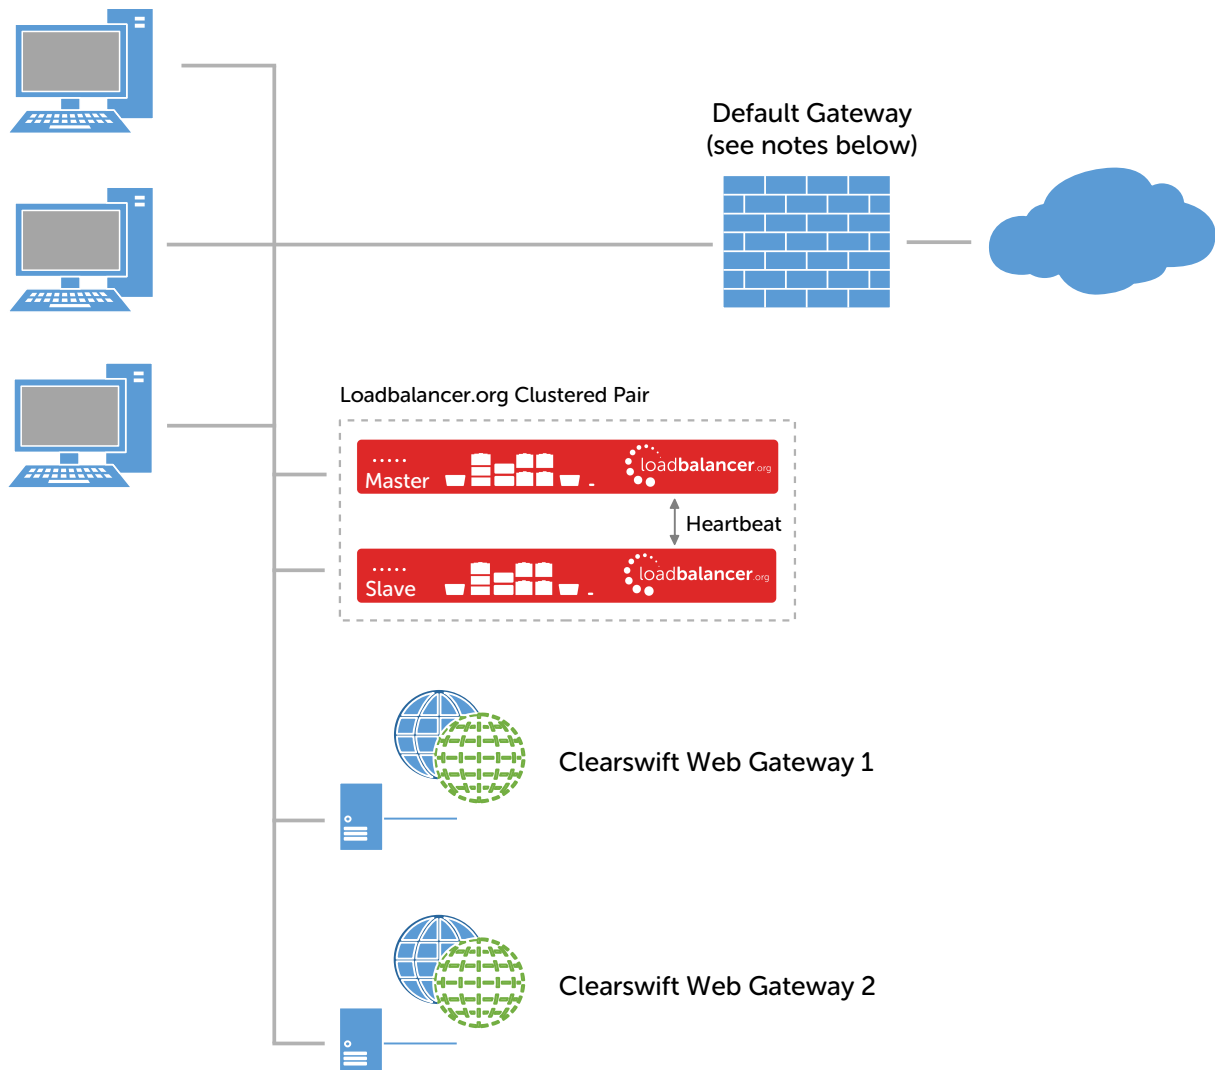 Default Gateway
(see notes below)
Loadbalancer.org Clustered Pair
Master
loadbalancer.org
Heartbeat
Slave
loadbalancer.org
Clearswift Web Gateway 1
Clearswift Web Gateway 2